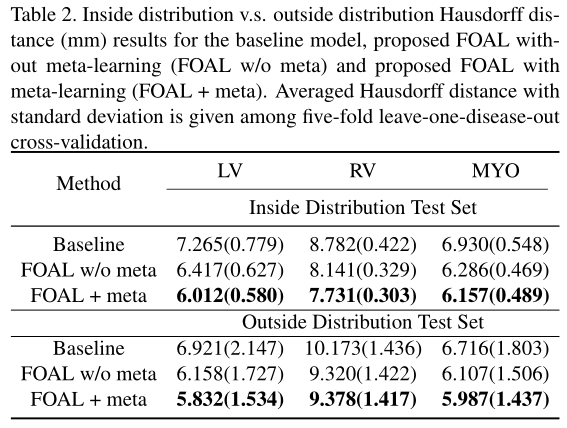 Table 2. Inside distribution v.s. outside distribution Hausdorff dis-
tance (mm) results for the baseline model, proposed FOAL with-
out meta-learning (FOAL w/o meta) and proposed FOAL with
meta-learning (FOAL + meta). Averaged Hausdorff distance with
standard deviation is given among five-fold leave-one-disease-out
cross-validation.
Method LV RV MYO
Inside Distribution Test Set
Baseline 7.265(0.779) 8.782(0.422) 6.930(0.548)
FOAL w/o meta 6.417(0.627) 8.141(0.329) 6.286(0.469)
FOAL + meta 6.012(0.580) 7.731(0.303) 6.157(0.489)
Outside Distribution Test Set
Baseline 6.921(2.147) 10.173(1.436) 6.716(1.803)
FOAL w/o meta 6.158(1.727) 9.320(1.422) 6.107(1.506)
FOAL + meta 5.832(1.534) 9.378(1.417) 5.987(1.437)